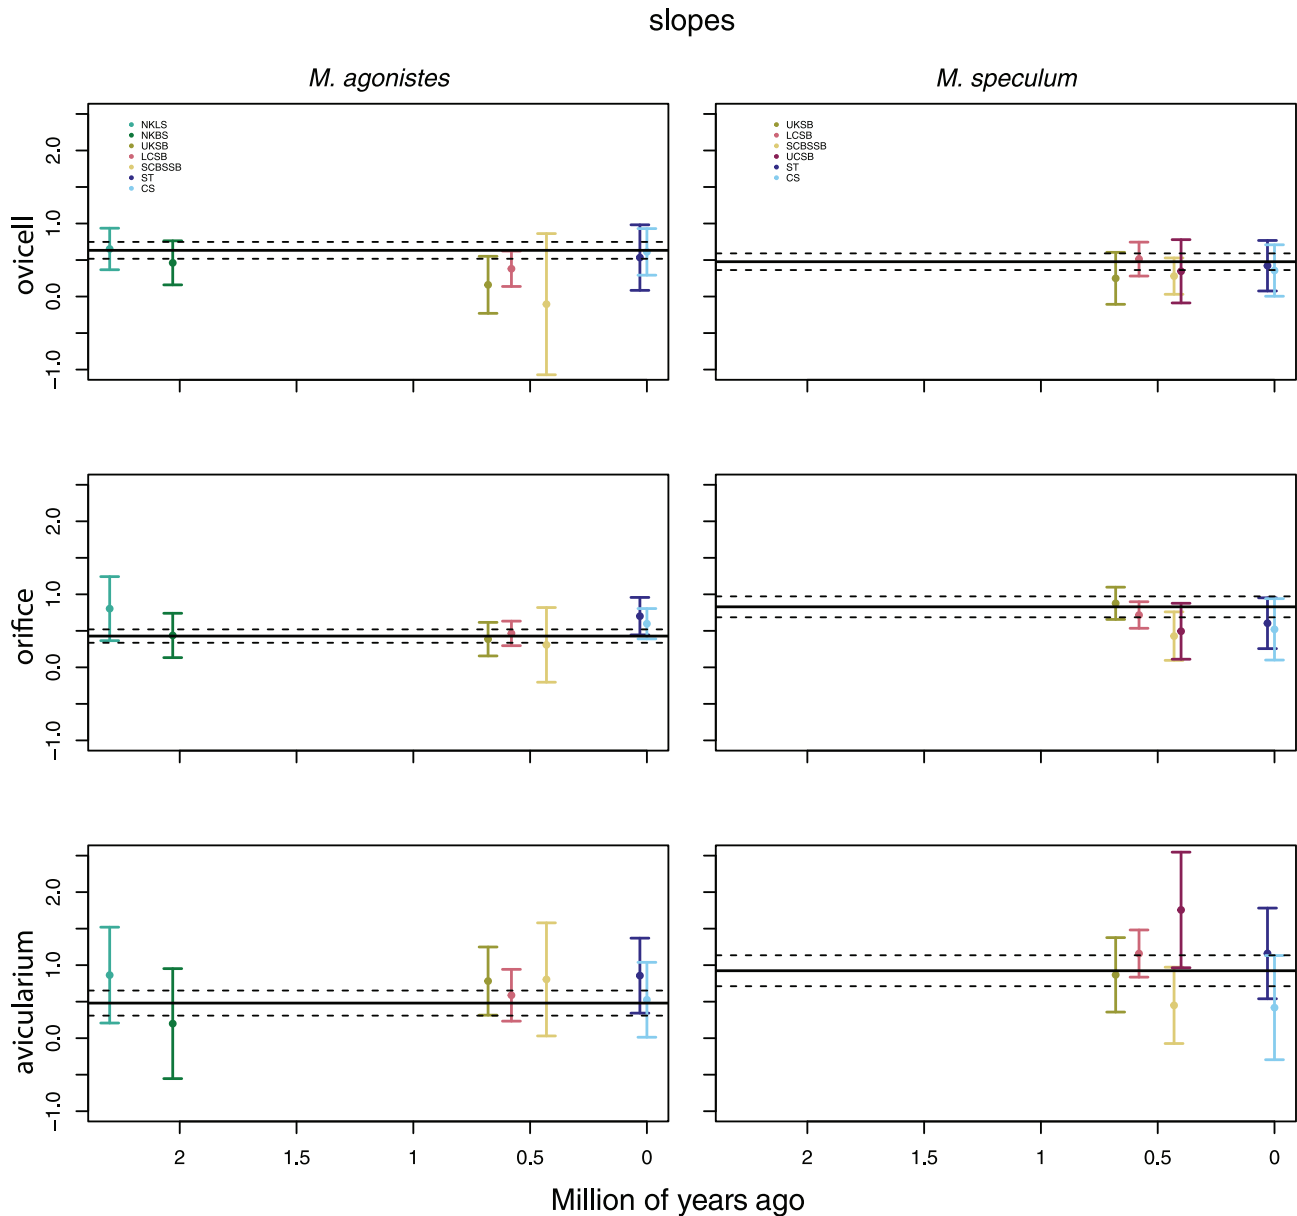 slopes
M. agonistes
M. speculum
NKLS
NKBS
UKSB
LCSB
SCBSSB
ST
CS
UKSB
LCSB
SCBSSB
UCSB
ST
CS
ovicell
2.0
1.0
0.0
−1.0
orifice
2.0
1.0
0.0
−1.0
avicularium
2.0
1.0
0.0
−1.0
2 1.5 1 0.5 0
2 1.5 1 0.5 0
Million of years ago